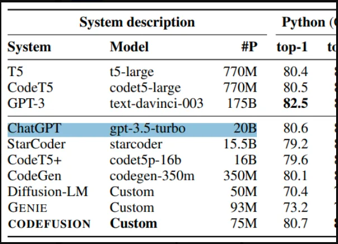 System description Python (
System Model #P top-1
T5 t5-large 770M 80.4
CodeT5 codet5-large 770M 80.5
GPT-3 text-davinci-003 175B 82.5
ChatGPT gpt-3.5-turbo 20B 80.6
StarCoder starcoder 15.5B 79.2
CodeT5+ codet5p-16b 16B 79.6
CodeGen codegen-350m 350M 80.1
Diffusion-LM Custom 50M 70.4
GENIE Custom 93M 73.2
CODEFUSION Custom 75M 80.7